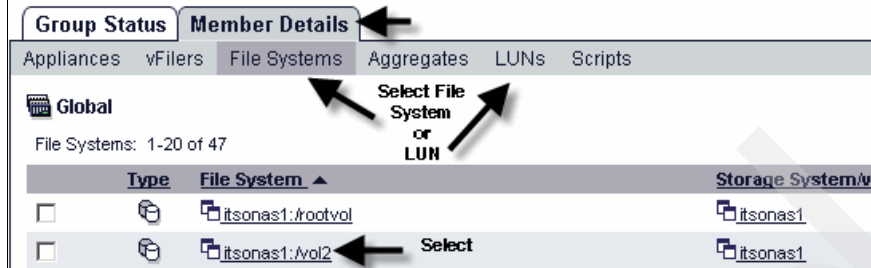 Group Status Member Details
Appliances vFilers File Systems Aggregates LUNs Scripts
Select File
System
or
LUN
Global
File Systems: 1-20 of 47
Type File System Storage System/v
itsonas1:/rootvol itsonas1
itsonas1:/vol2 Select itsonas1